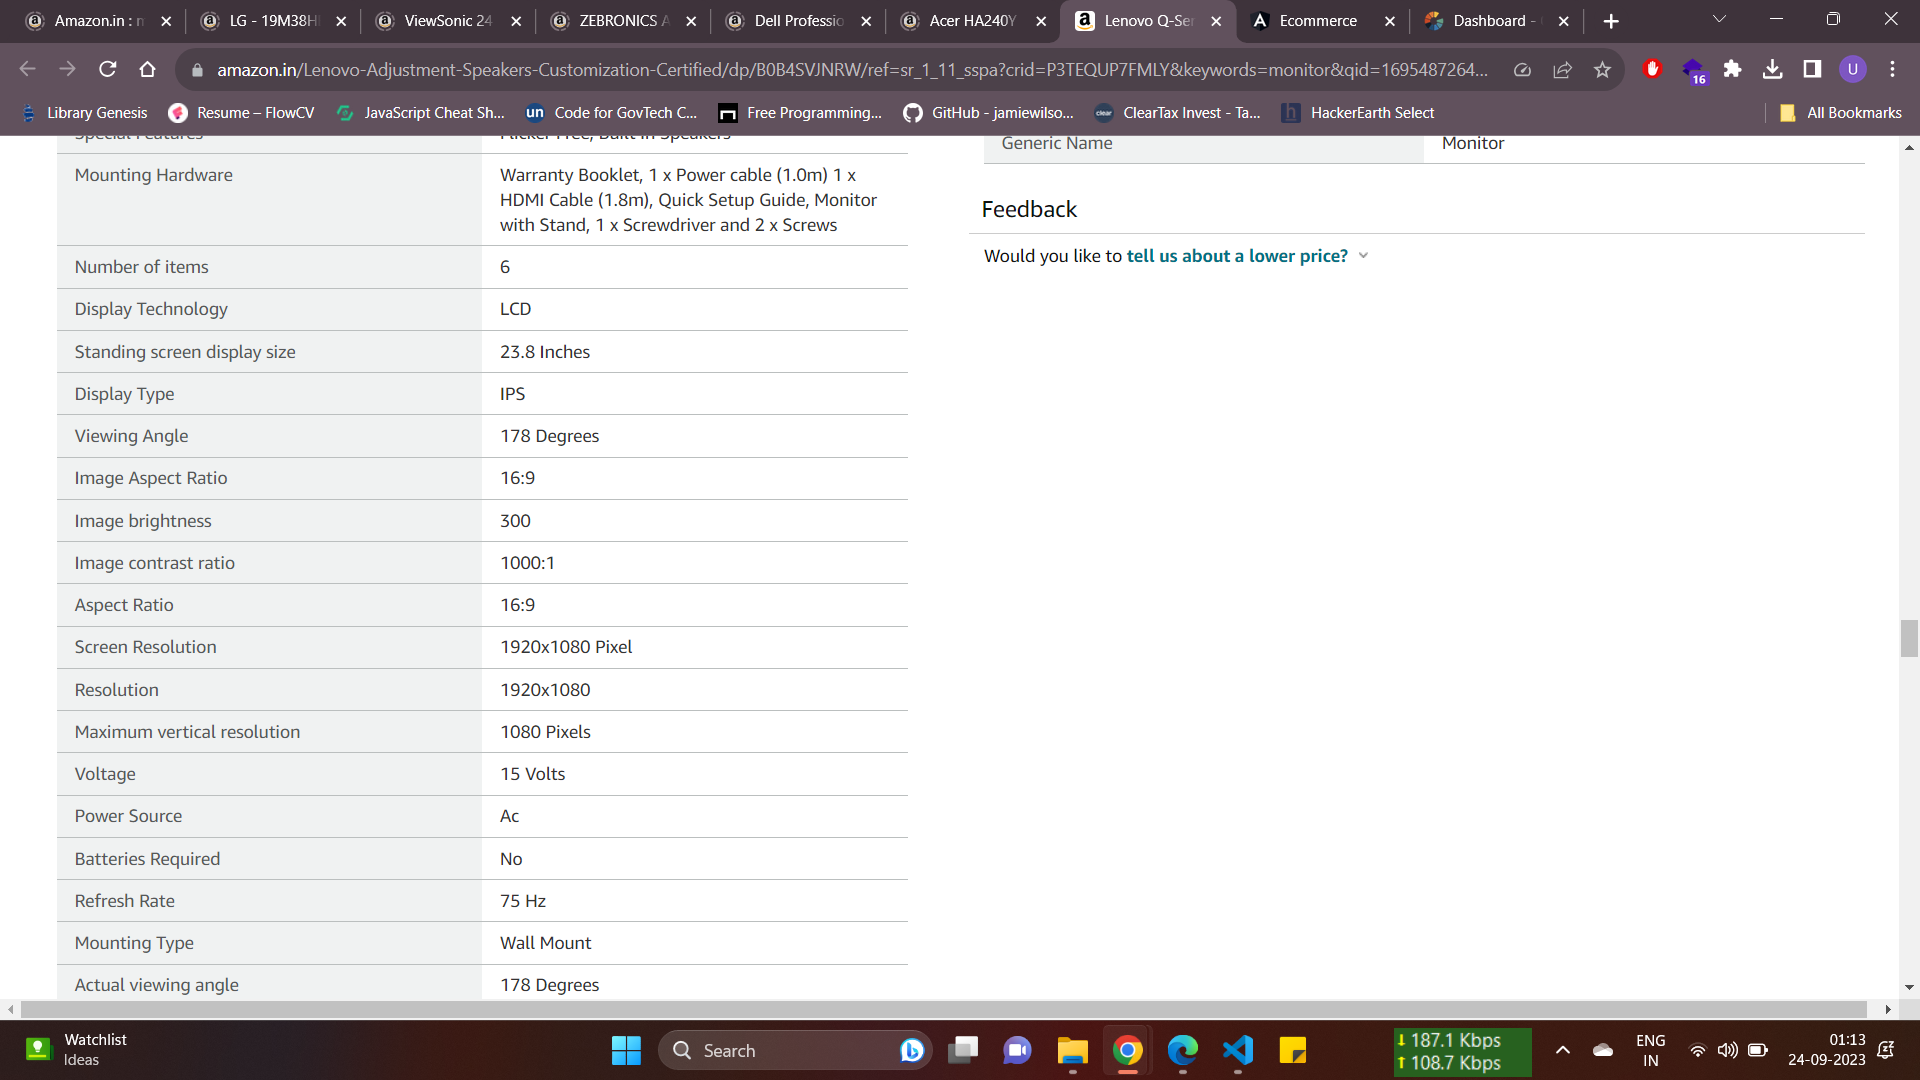 Amazon.in : m
LG - 19M38H
ViewSonic 24
ZEBRONICS A
Dell Professio
Acer HA240Y
Lenovo Q-Ser
Ecommerce
Dashboard -
amazon.in/Lenovo-Adjustment-Speakers-Customization-Certified/dp/B0B4SVJNRW/ref=sr_1_11_sspa?crid=P3TEQUP7FMLY&keywords=monitor&qid=1695487264...
16
U
Library Genesis
Resume – FlowCV
JavaScript Cheat Sh...
un Code for GovTech C...
Free Programming...
GitHub - jamiewilso...
clear ClearTax Invest - Ta...
h HackerEarth Select
All Bookmarks
Special Features Flicker Free, Built In Speakers
Mounting Hardware Warranty Booklet, 1 x Power cable (1.0m) 1 x
HDMI Cable (1.8m), Quick Setup Guide, Monitor
with Stand, 1 x Screwdriver and 2 x Screws
Number of items 6
Display Technology LCD
Standing screen display size 23.8 Inches
Display Type IPS
Viewing Angle 178 Degrees
Image Aspect Ratio 16:9
Image brightness 300
Image contrast ratio 1000:1
Aspect Ratio 16:9
Screen Resolution 1920x1080 Pixel
Resolution 1920x1080
Maximum vertical resolution 1080 Pixels
Voltage 15 Volts
Power Source Ac
Batteries Required No
Refresh Rate 75 Hz
Mounting Type Wall Mount
Actual viewing angle 178 Degrees
Generic Name Monitor
Feedback
Would you like to tell us about a lower price?
Watchlist
Ideas
Search
187.1 Kbps
108.7 Kbps
ENG
IN
01:13
24-09-2023